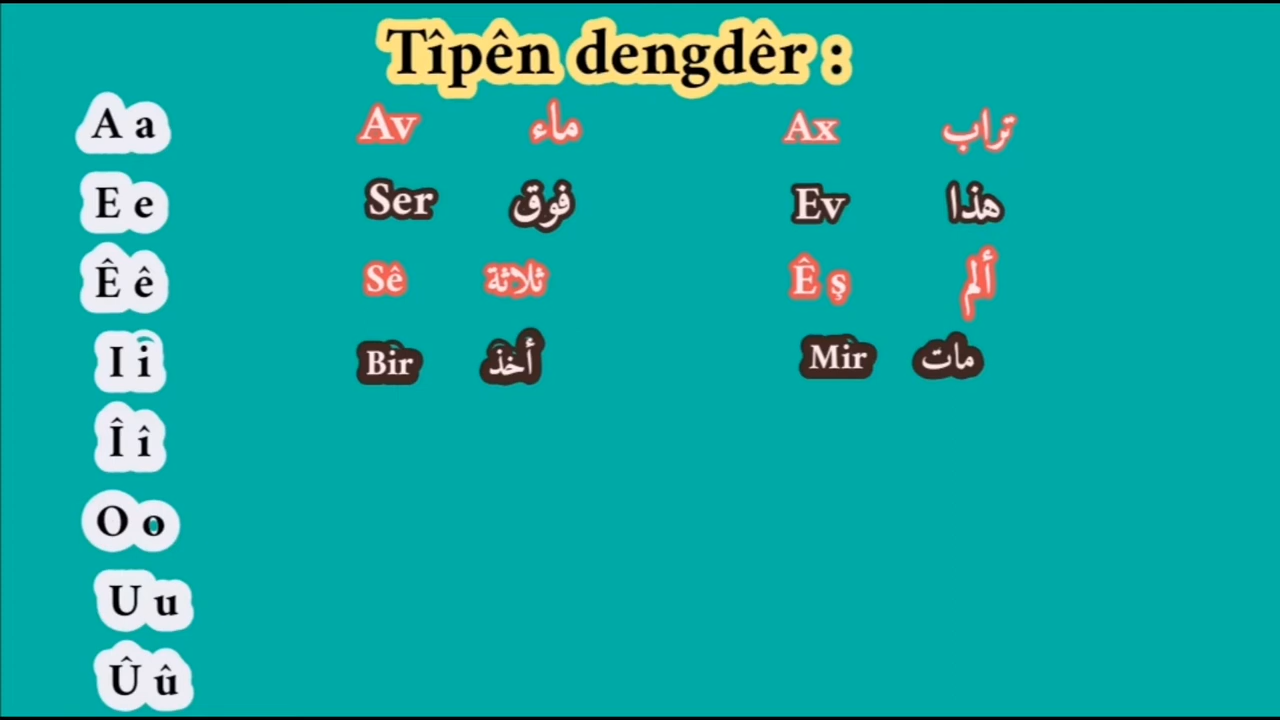 Tîpên dengdêr :
A a Av ماء Ax تراب
E e Ser فوق Ev هذا
Ê ê Sê ثلاثة Ê ş ألم
I i Bir أخذ Mir مات
Î î
O o
U u
Û û